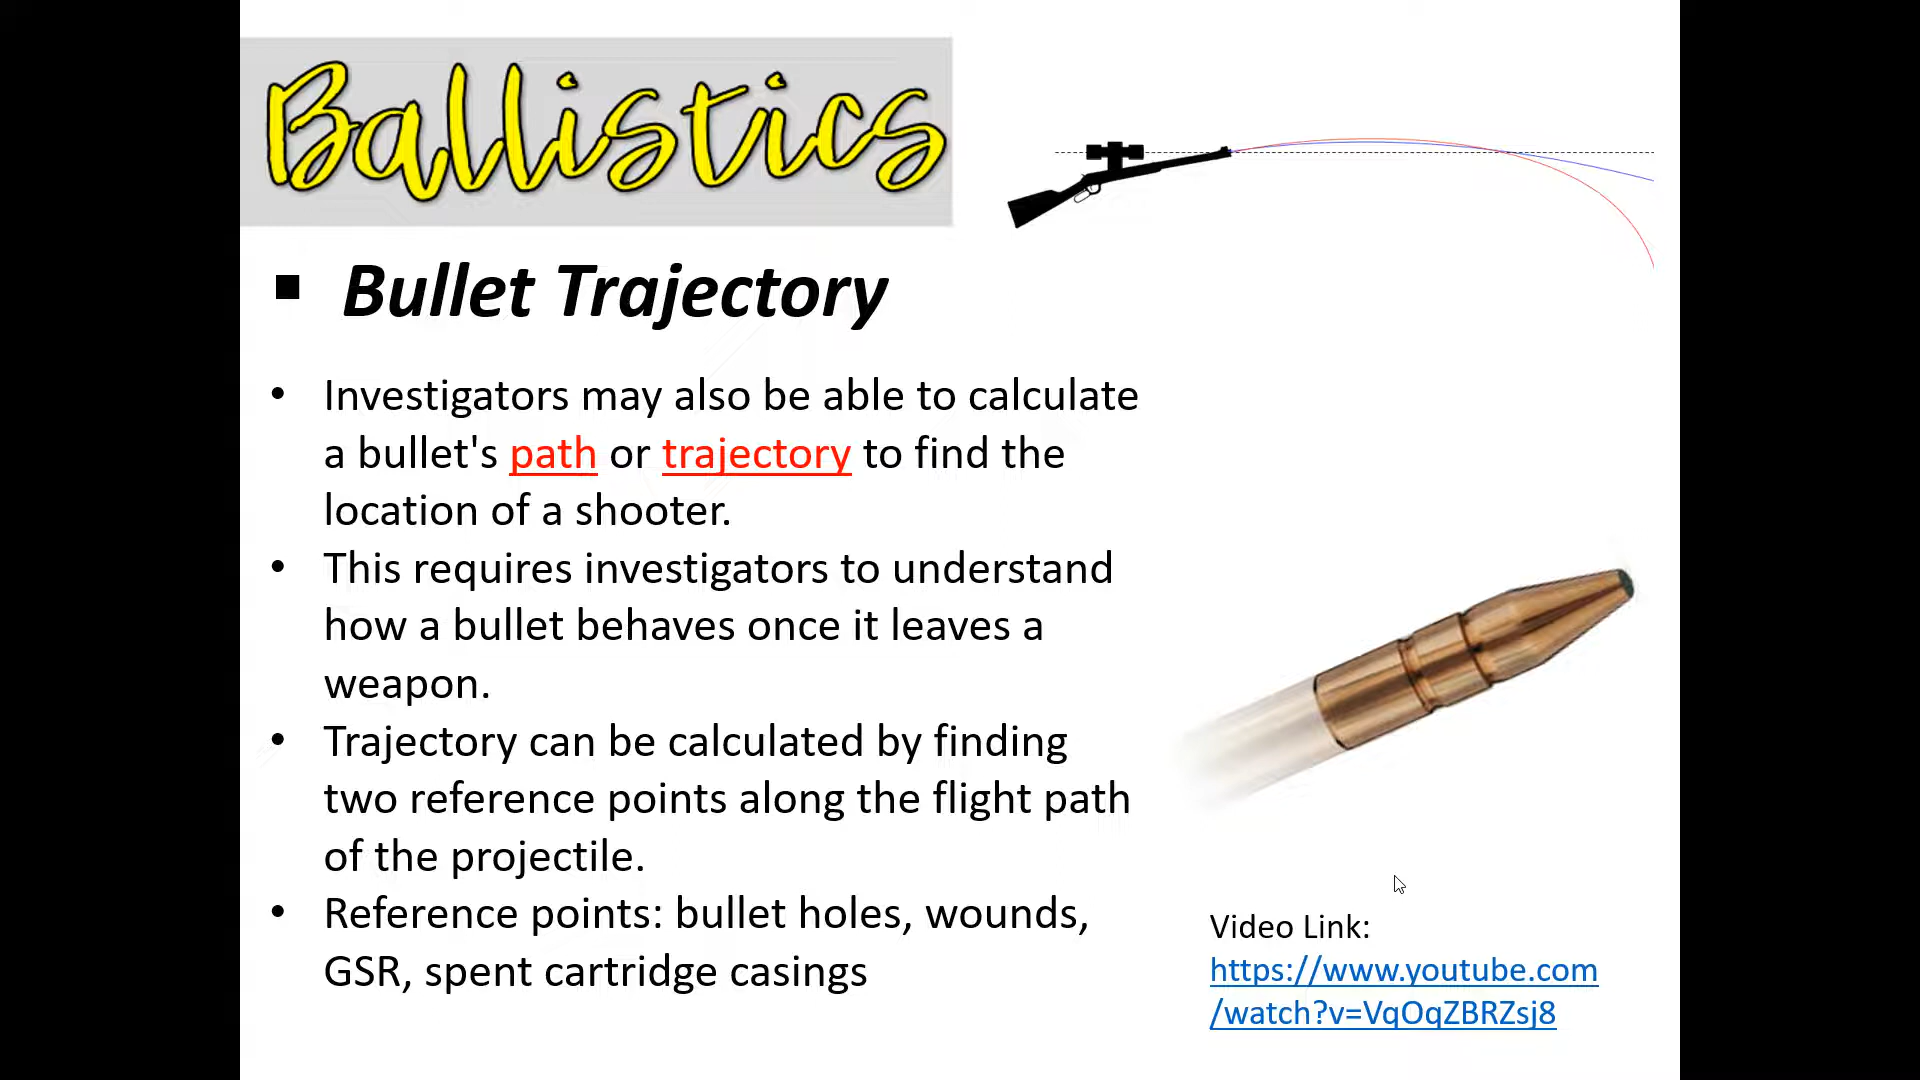 Ballistics
▪ Bullet Trajectory
• Investigators may also be able to calculate
a bullet's path or trajectory to find the
location of a shooter.
• This requires investigators to understand
how a bullet behaves once it leaves a
weapon.
• Trajectory can be calculated by finding
two reference points along the flight path
of the projectile.
• Reference points: bullet holes, wounds,
GSR, spent cartridge casings
Video Link:
https://www.youtube.com
/watch?v=VqOqZBRZsj8